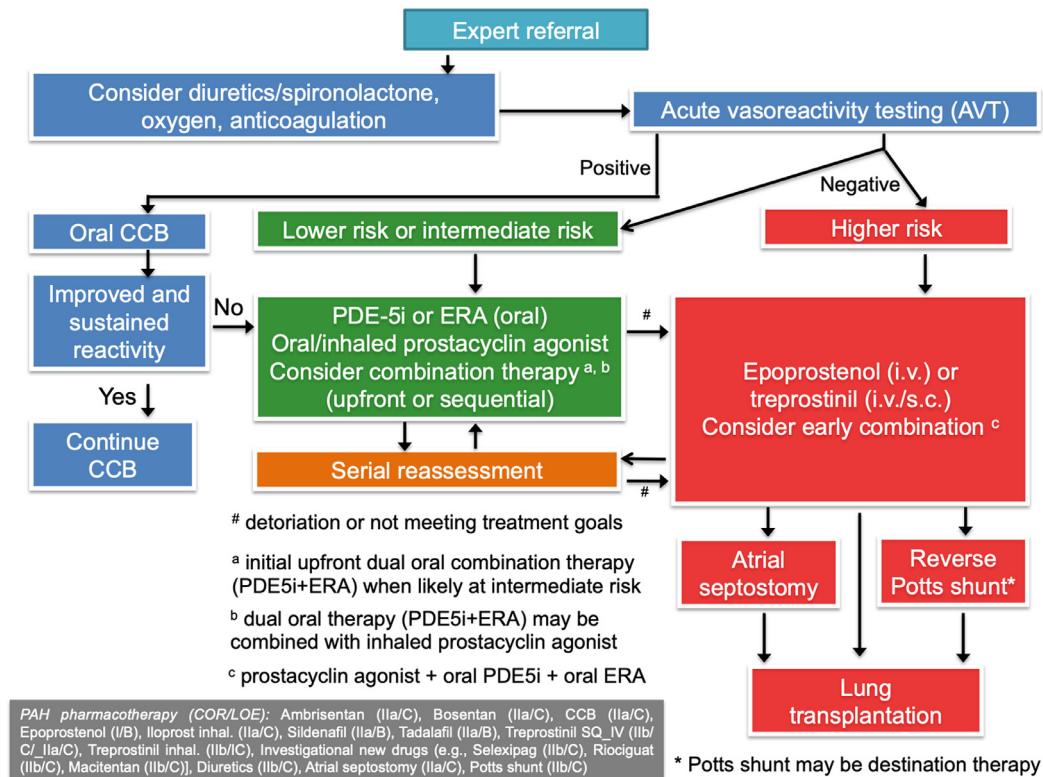 Expert referral
Consider diuretics/spironolactone,
oxygen, anticoagulation
Acute vasoreactivity testing (AVT)
Positive
Negative
Oral CCB
Lower risk or intermediate risk
Higher risk
Improved and
sustained
reactivity
No
PDE-5i or ERA (oral)
Oral/inhaled prostacyclin agonist
Consider combination therapy a, b
(upfront or sequential)
#
Epoprostenol (i.v.) or
treprostinil (i.v./s.c.)
Consider early combination c
Yes
Continue
CCB
Serial reassessment
#
# detoriation or not meeting treatment goals
a initial upfront dual oral combination therapy
(PDE5i+ERA) when likely at intermediate risk
b dual oral therapy (PDE5i+ERA) may be
combined with inhaled prostacyclin agonist
c prostacyclin agonist + oral PDE5i + oral ERA
Atrial
septostomy
Reverse
Potts shunt*
Lung
transplantation
PAH pharmacotherapy (COR/LOE): Ambrisentan (IIa/C), Bosentan (IIa/C), CCB (IIa/C),
Epoprostenol (I/B), Iloprost inhal. (IIa/C), Sildenafil (IIa/B), Tadalafil (IIa/B), Treprostinil SQ_IV (IIb/
C/_IIa/C), Treprostinil inhal. (IIb/IC), Investigational new drugs (e.g., Selexipag (IIb/C), Riociguat
(IIb/C), Macitentan (IIb/C)], Diuretics (IIb/C), Atrial septostomy (IIa/C), Potts shunt (IIb/C)
* Potts shunt may be destination therapy